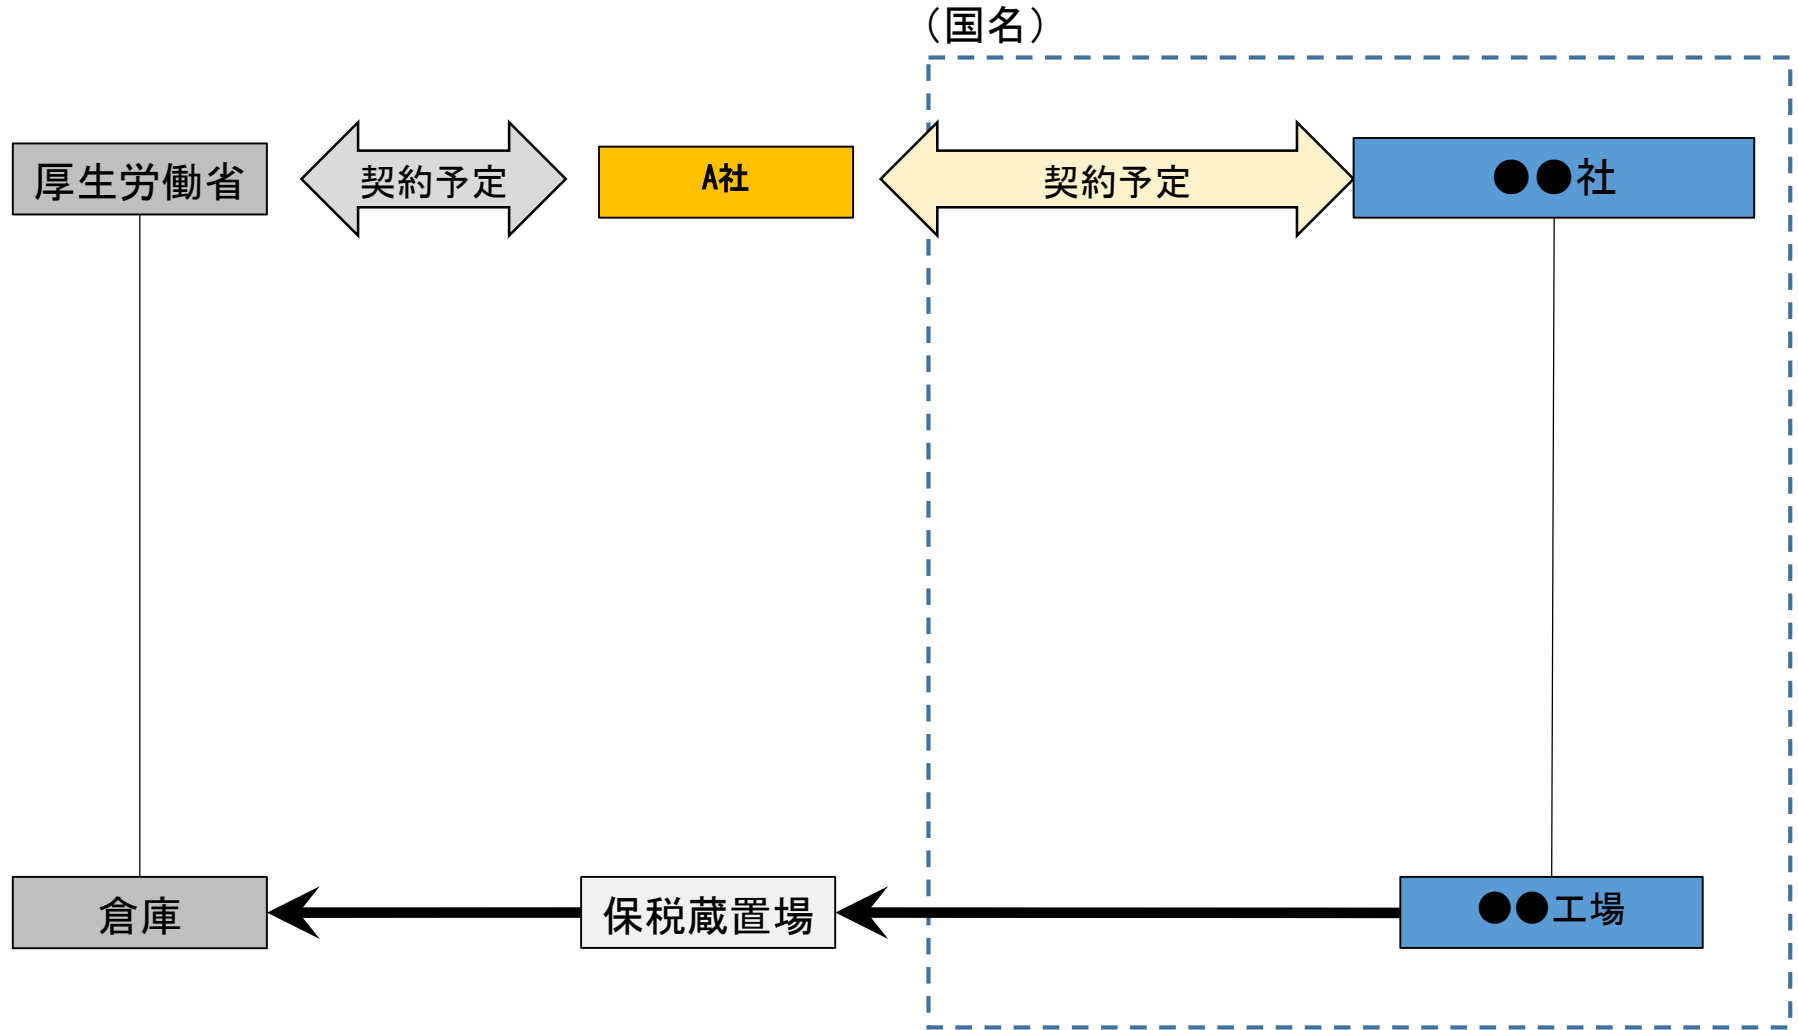 （国名）
厚生労働省
契約予定
A社
契約予定
●●社
倉庫
保税蔵置場
●●工場